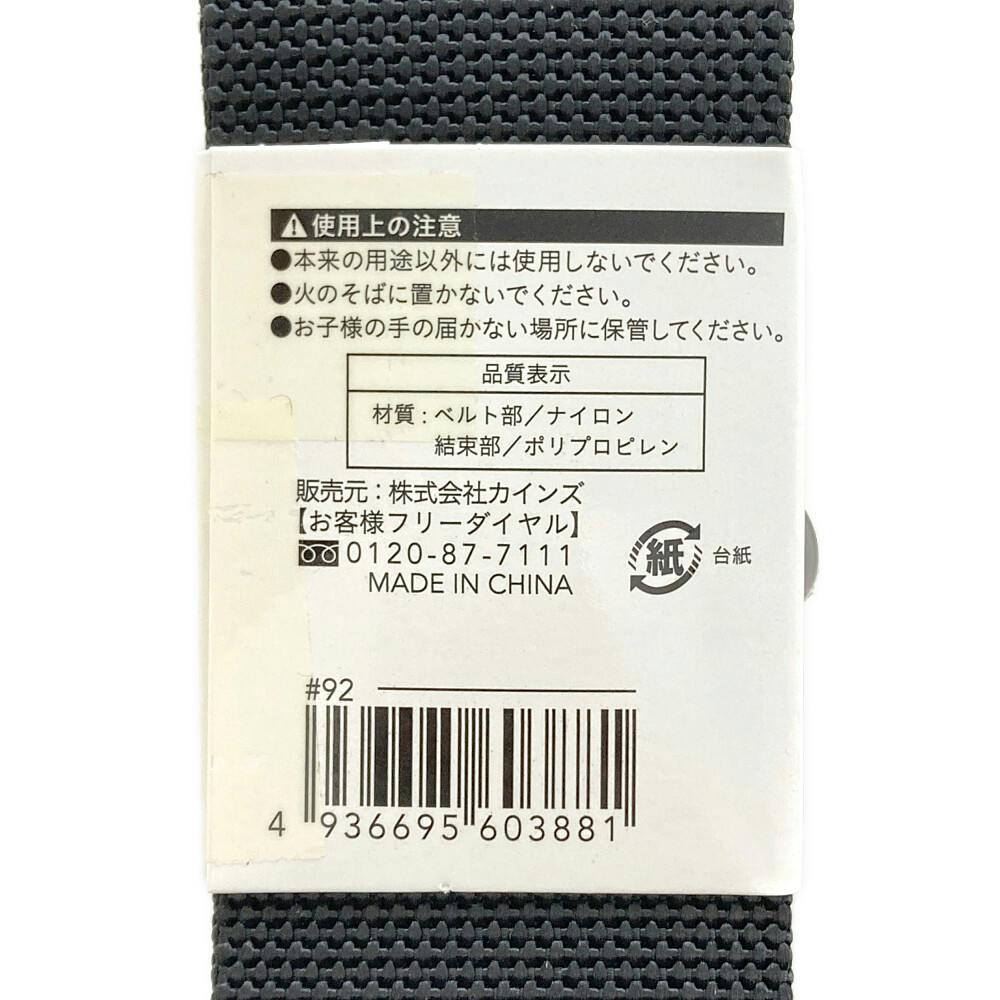 ⚠使用上の注意
●本来の用途以外には使用しないでください。
●火のそばに置かないでください。
●お子様の手の届かない場所に保管してください。
品質表示
材質:ベルト部/ナイロン
結束部/ポリプロピレン
販売元:株式会社カインズ
【お客様フリーダイヤル】
0120-87-7111
MADE IN CHINA
紙 台紙
#92
4 936695 603881